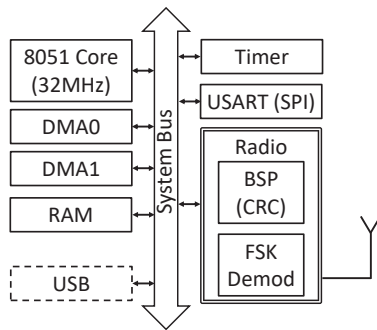 8051 Core
(32MHz)
DMA0
DMA1
RAM
USB
System Bus
Timer
USART (SPI)
Radio
BSP
(CRC)
FSK
Demod